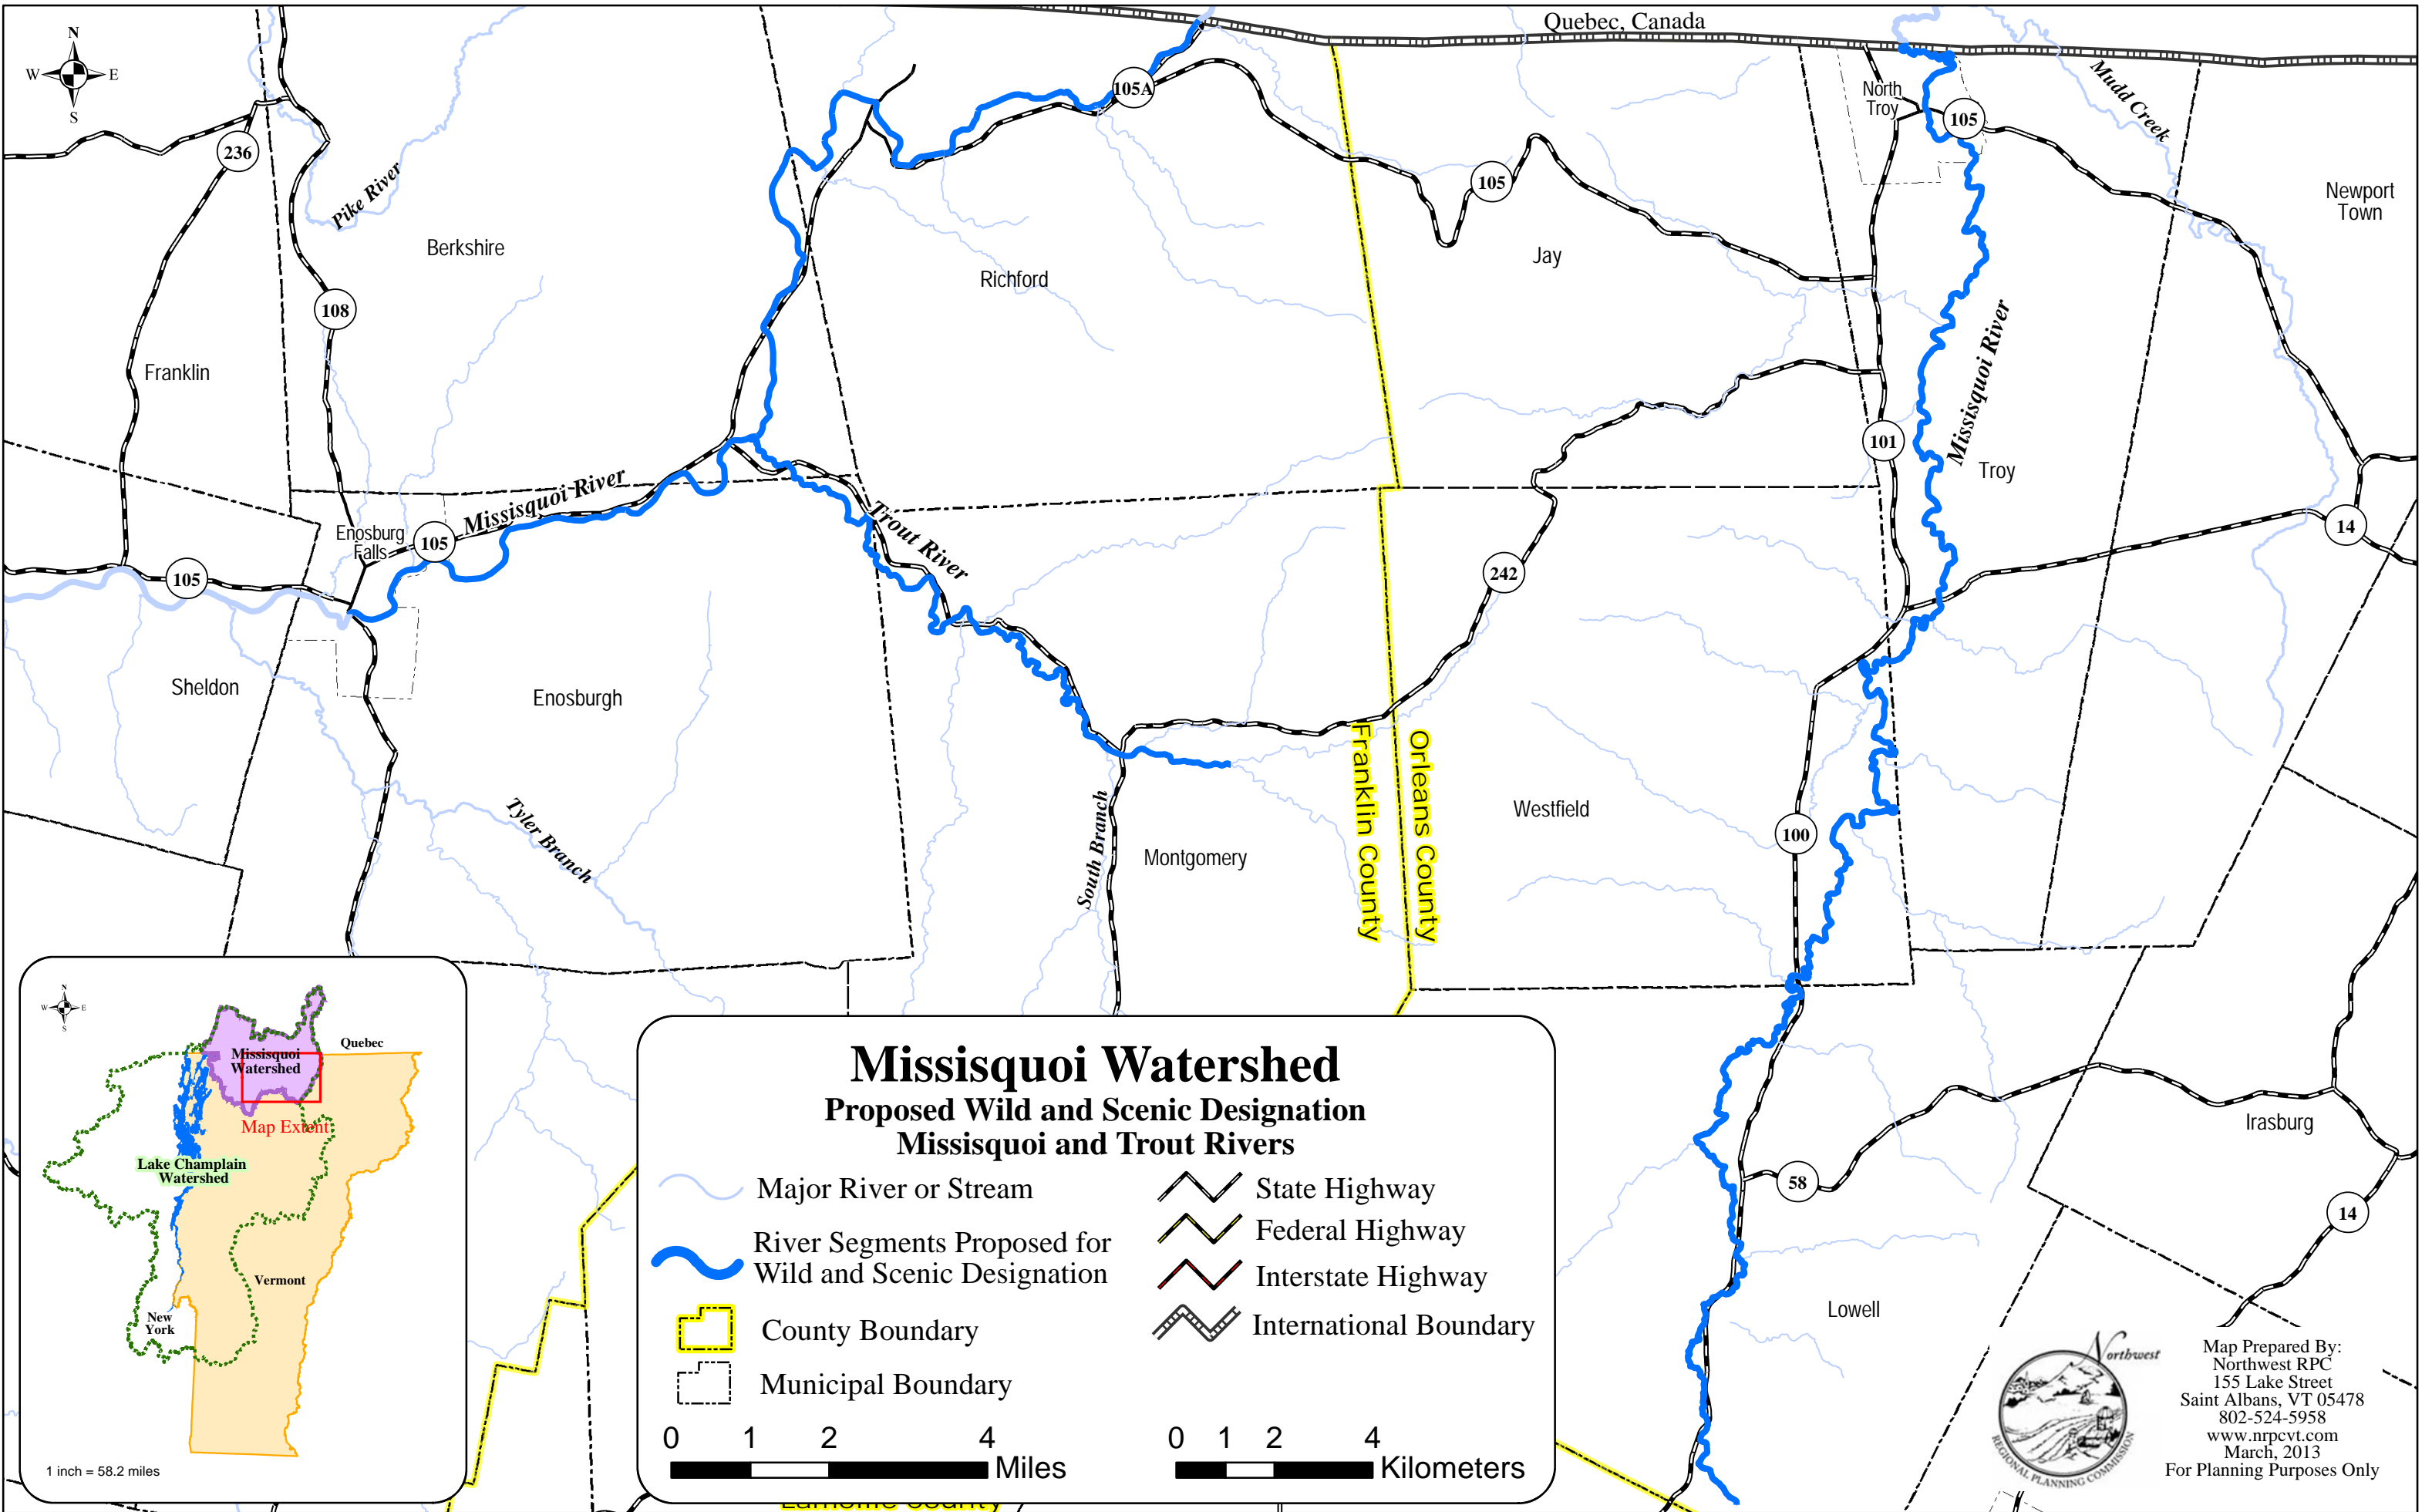 Quebec, Canada
N
W E
S
236
105A
North
Troy
105
Mudd Creek
Pike River
105
Newport
Town
Berkshire
Richford
Jay
108
Franklin
Missisquoi River
101
Troy
Missisquoi River
Enosburg
Falls
105
Trout River
14
105
242
Sheldon
Enosburgh
Franklin County
Orleans County
Tyler Branch
South Branch
Montgomery
Westfield
100
Irasburg
58
14
Lowell
N
W E
S
Quebec
Missisquoi
Watershed
Map Extent
Lake Champlain
Watershed
Vermont
New
York
1 inch = 58.2 miles
Missisquoi Watershed
Proposed Wild and Scenic Designation
Missisquoi and Trout Rivers
Major River or Stream
River Segments Proposed for
Wild and Scenic Designation
County Boundary
Municipal Boundary
State Highway
Federal Highway
Interstate Highway
International Boundary
0 1 2 4
Miles
0 1 2 4
Kilometers
Lamoille County
Northwest
REGIONAL PLANNING COMMISSION
Map Prepared By:
Northwest RPC
155 Lake Street
Saint Albans, VT 05478
802-524-5958
www.nrpcvt.com
March, 2013
For Planning Purposes Only